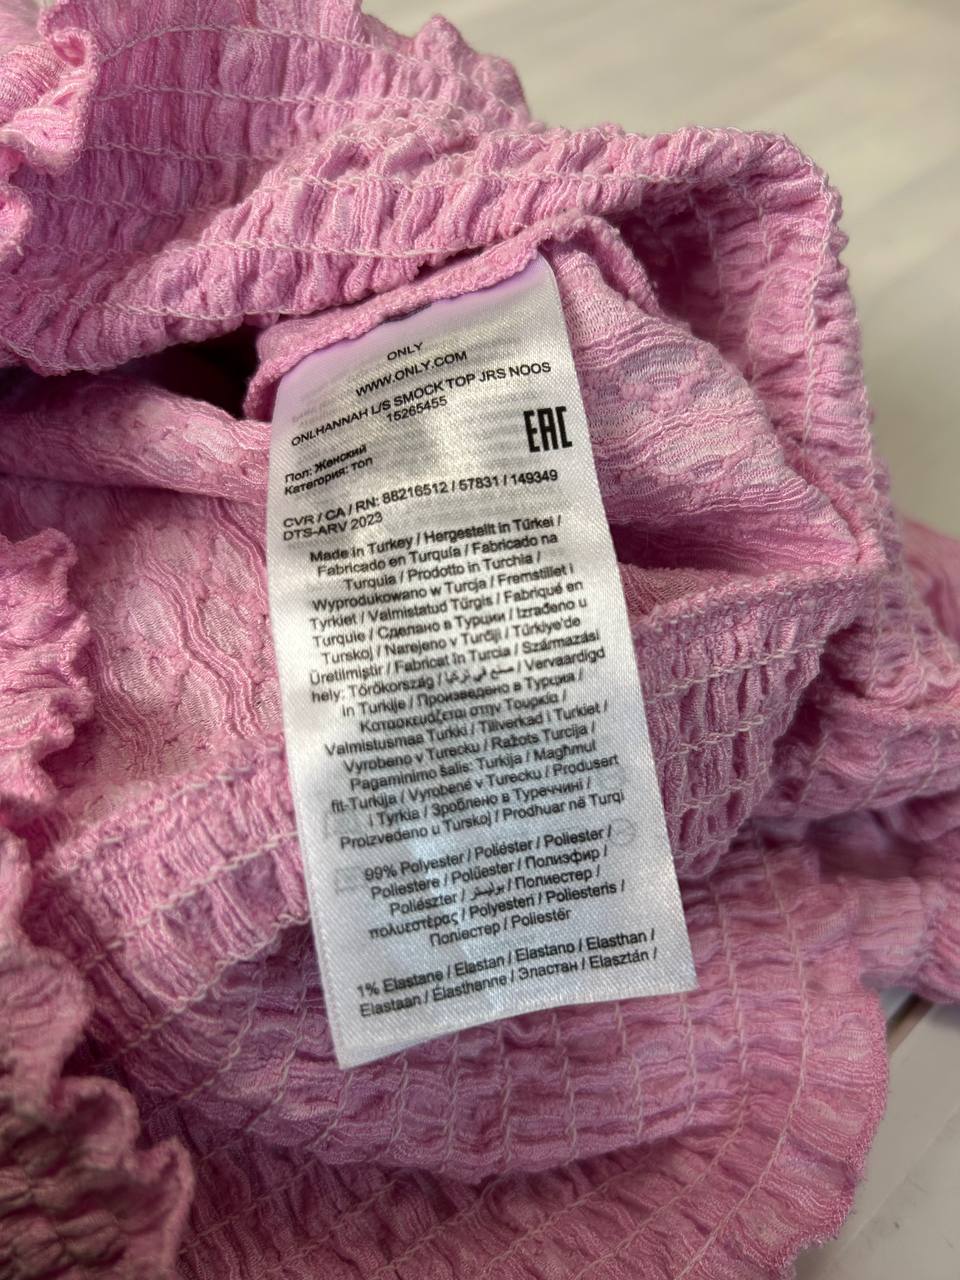 ONLY
WWW.ONLY.COM
ONLHANNAH L/S SMOCK TOP JRS NOOS
15265455
EAC
Пол: Женский
Категория: топ
CVR / CA / RN: 88216512 / 57831 / 149349
DTS-ARV 2023
Made in Turkey / Hergestellt in Türkei /
Fabricado en Turquía / Fabricado na
Turquia / Prodotto in Turchia /
Wyprodukowano w Turcja / Fremstillet i
Tyrkiet / Valmistatud Türgis / Fabriqué en
Turquie / Сделано в Турции / Izrađeno u
Turskoj / Narejeno v Turčiji / Türkiye'de
Üretilmiştir / Fabricat în Turcia / Származási
hely: Törökország / صنع في تركيا / Vervaardigd
in Turkije / Произведено в Турция /
Κατασκευάζεται στην Τουρκία /
Valmistusmaa Turkki / Tillverkad i Turkiet /
Vyrobeno v Turecku / Ražots Turcija /
Pagaminimo šalis: Turkija / Magħmul
fit-Turkija / Vyrobené v Turecku / Produsert
i Tyrkia / Зроблено в Туреччині /
Proizvedeno u Turskoj / Prodhuar në Turqi
99% Polyester / Poliéster / Poliester /
Poliestere / Polüester / Полиэфир /
Poliészter / بوليستر / Полиестер /
πολυεστέρας / Polyesteri / Poliesteris /
Поліестер / Poliestër
1% Elastane / Elastan / Elastano / Elasthan /
Elastaan / Élasthanne / Эластан / Elasztán /